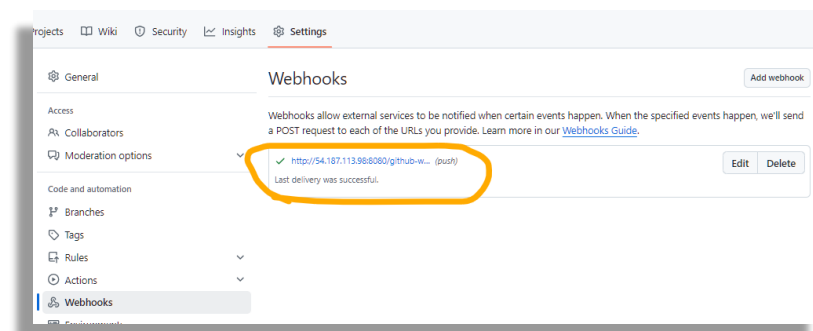 Projects Wiki Security Insights Settings
General
Access
Collaborators
Moderation options
Code and automation
Branches
Tags
Rules
Actions
Webhooks
Webhooks
Add webhook
Webhooks allow external services to be notified when certain events happen. When the specified events happen, we'll send
a POST request to each of the URLs you provide. Learn more in our Webhooks Guide.
http://54.187.113.98:8080/github-w... (push)
Edit Delete
Last delivery was successful.